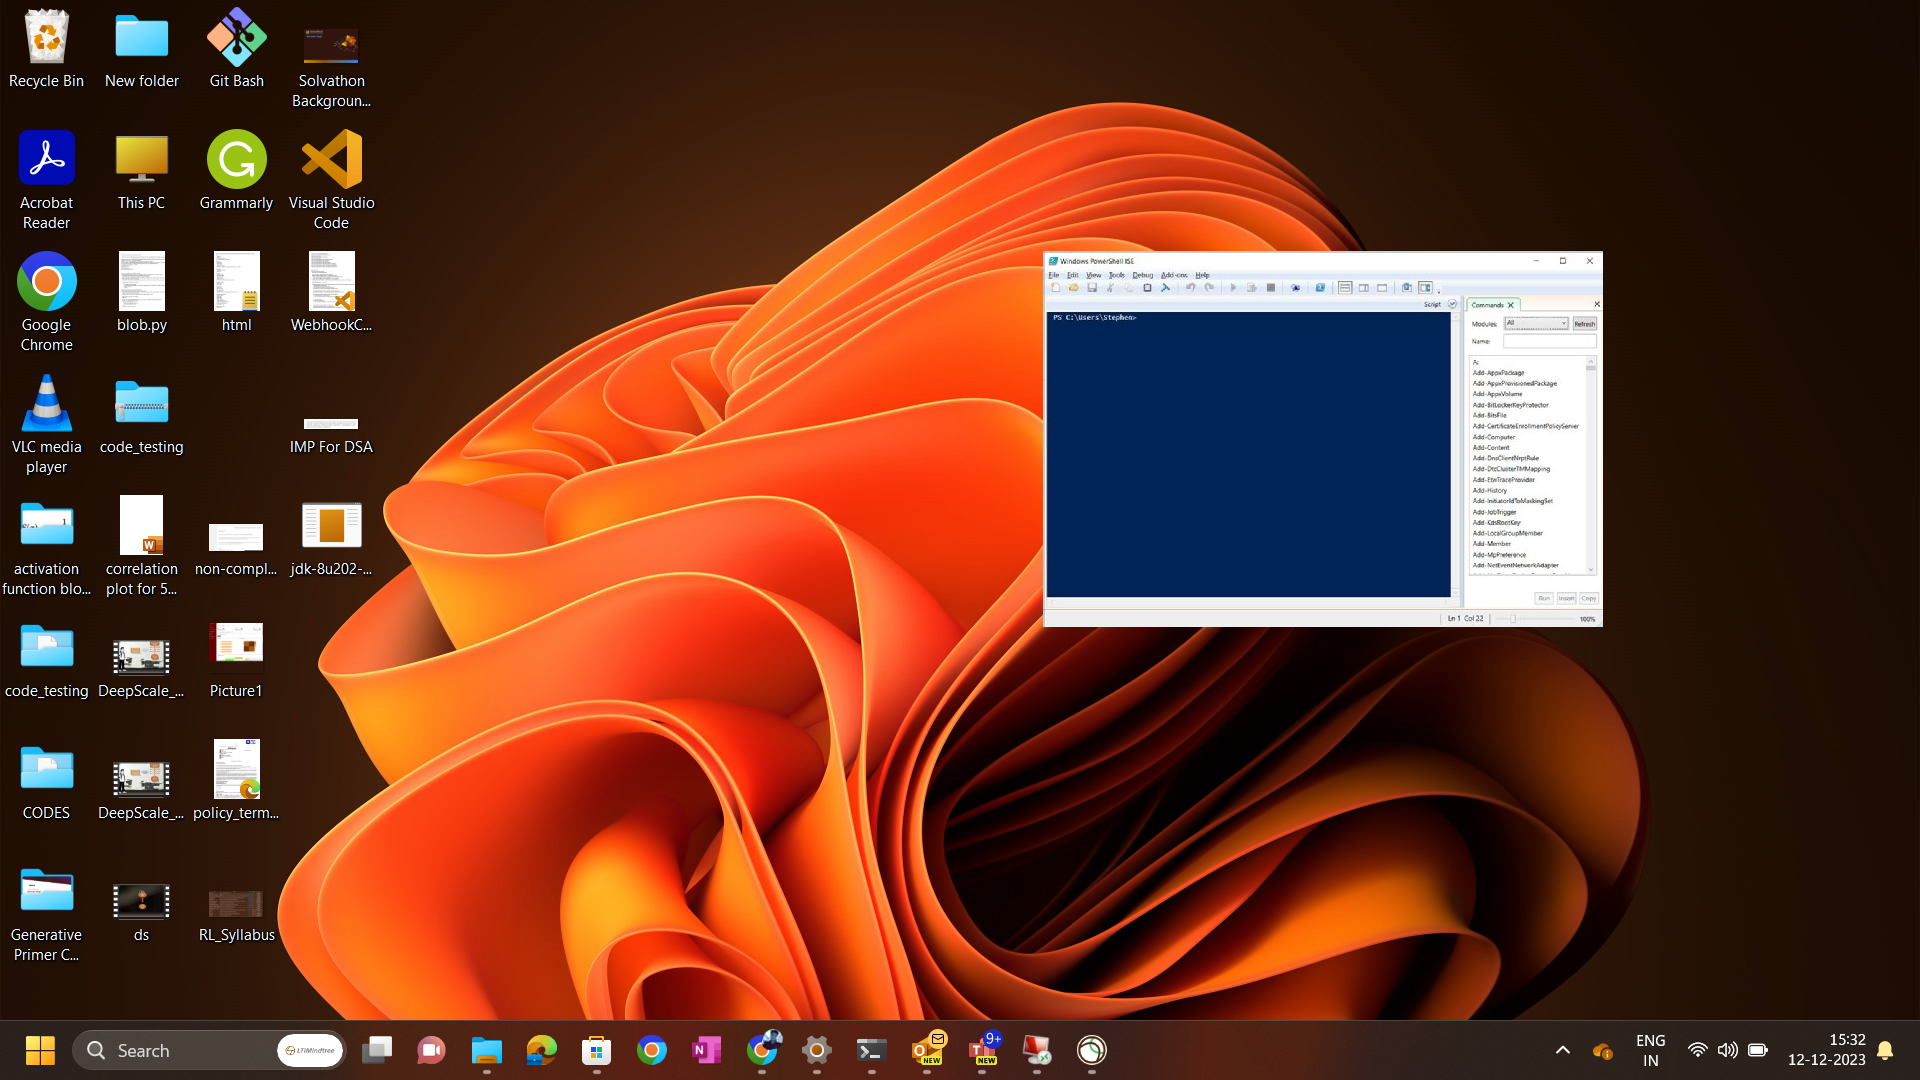 Recycle Bin
New folder
Git Bash
Solvathon
Backgroun...
Acrobat
Reader
This PC
Grammarly
Visual Studio
Code
Google
Chrome
blob.py
html
WebhookC...
VLC media
player
code_testing
IMP For DSA
activation
function blo...
correlation
plot for 5...
non-compl...
jdk-8u202-...
code_testing
DeepScale_...
Picture1
CODES
DeepScale_...
policy_term...
Generative
Primer C...
ds
RL_Syllabus
Windows PowerShell ISE
File Edit View Tools Debug Add-ons Help
Script
PS C:\Users\Stephen>
Commands X
Modules: All Refresh
Name:
A:
Add-AppxPackage
Add-AppxProvisionedPackage
Add-AppxVolume
Add-BitLockerKeyProtector
Add-BitsFile
Add-CertificateEnrollmentPolicyServer
Add-Computer
Add-Content
Add-DnsClientNrptRule
Add-DtcClusterTMMapping
Add-EtwTraceProvider
Add-History
Add-InitiatorIdToMaskingSet
Add-JobTrigger
Add-KdsRootKey
Add-LocalGroupMember
Add-Member
Add-MpPreference
Add-NetEventNetworkAdapter
Run Insert Copy
Ln 1 Col 22 100%
Search
LTIMindtree
NEW
9+
NEW
ENG
IN
15:32
12-12-2023